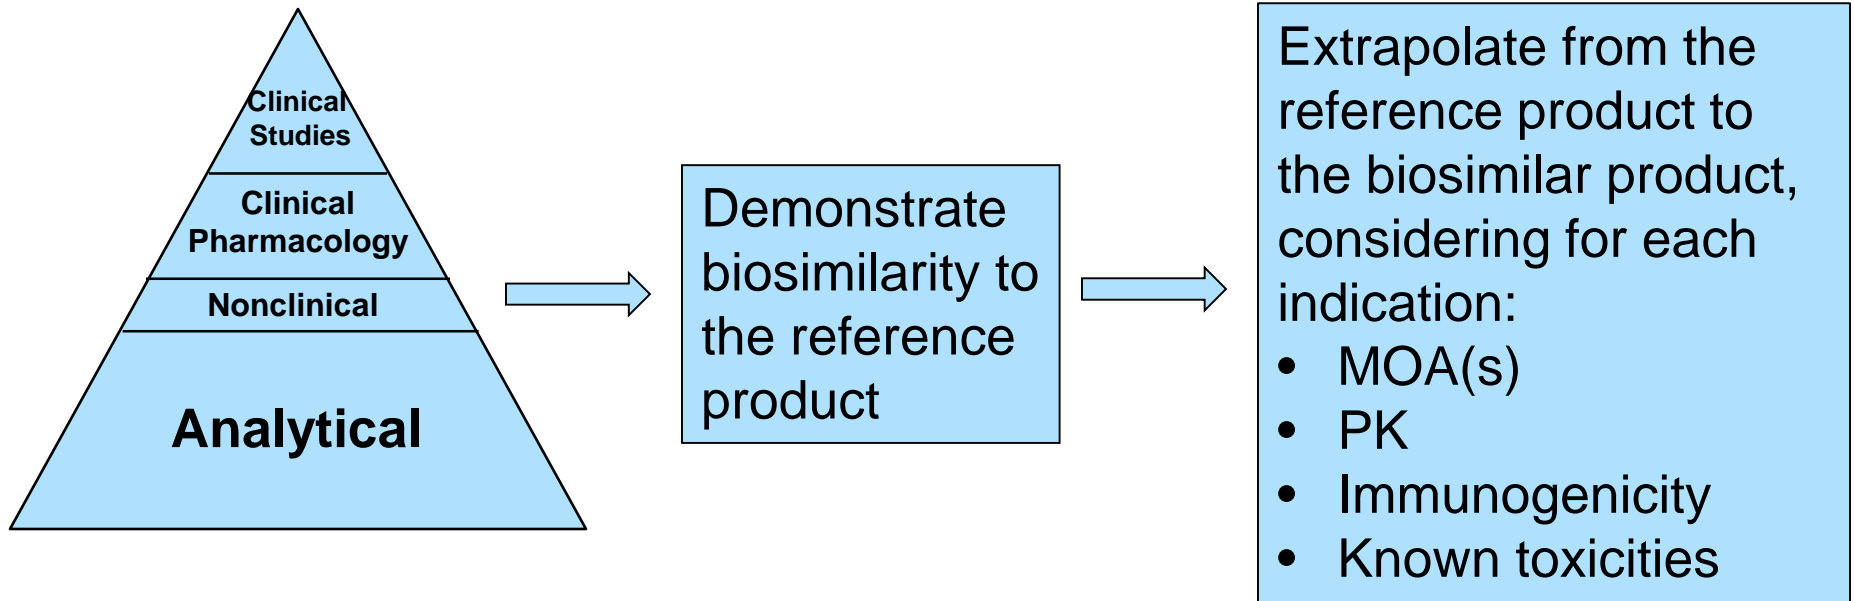 Clinical
Studies
Clinical
Pharmacology
Nonclinical
Analytical
Demonstrate
biosimilarity to
the reference
product
Extrapolate from the
reference product to
the biosimilar product,
considering for each
indication:
• MOA(s)
• PK
• Immunogenicity
• Known toxicities